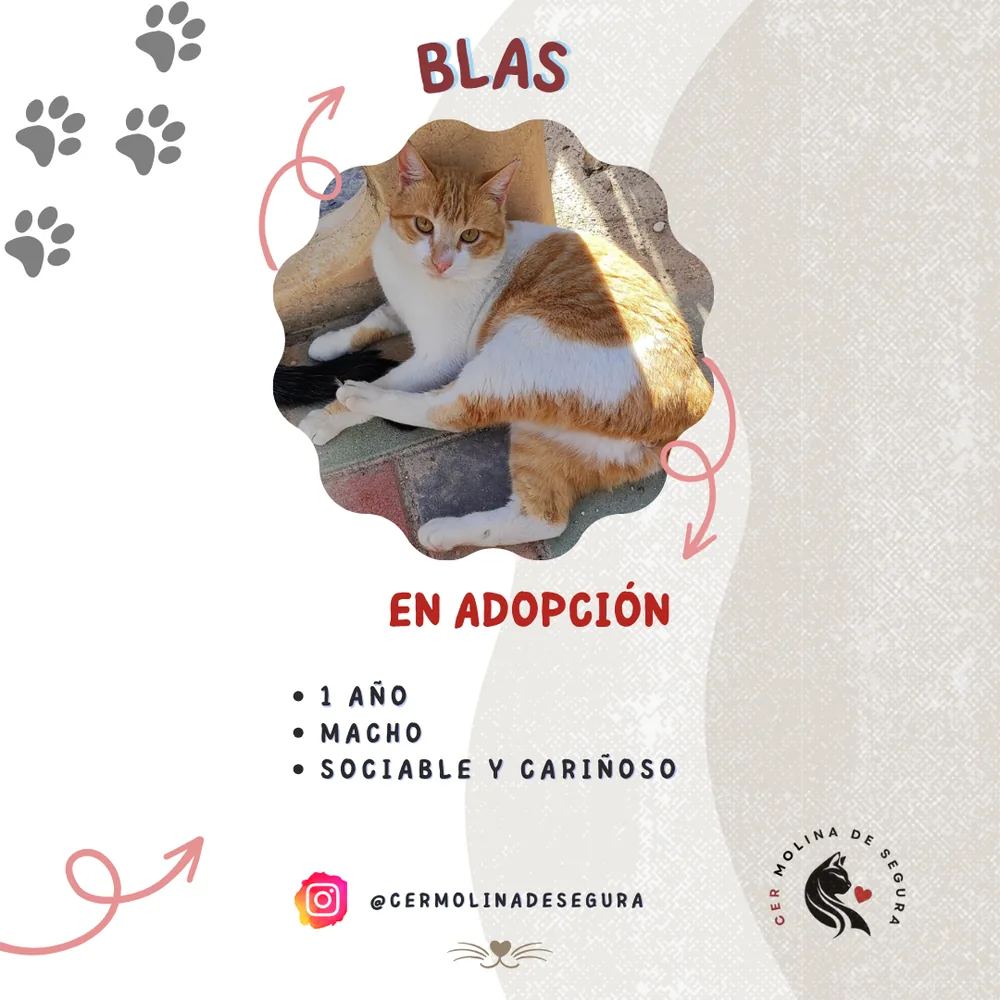 BLAS
EN ADOPCIÓN
• 1 AÑO
• MACHO
• SOCIABLE Y CARIÑOSO
@CERMOLINADESEGURA
CER MOLINA DE SEGURA